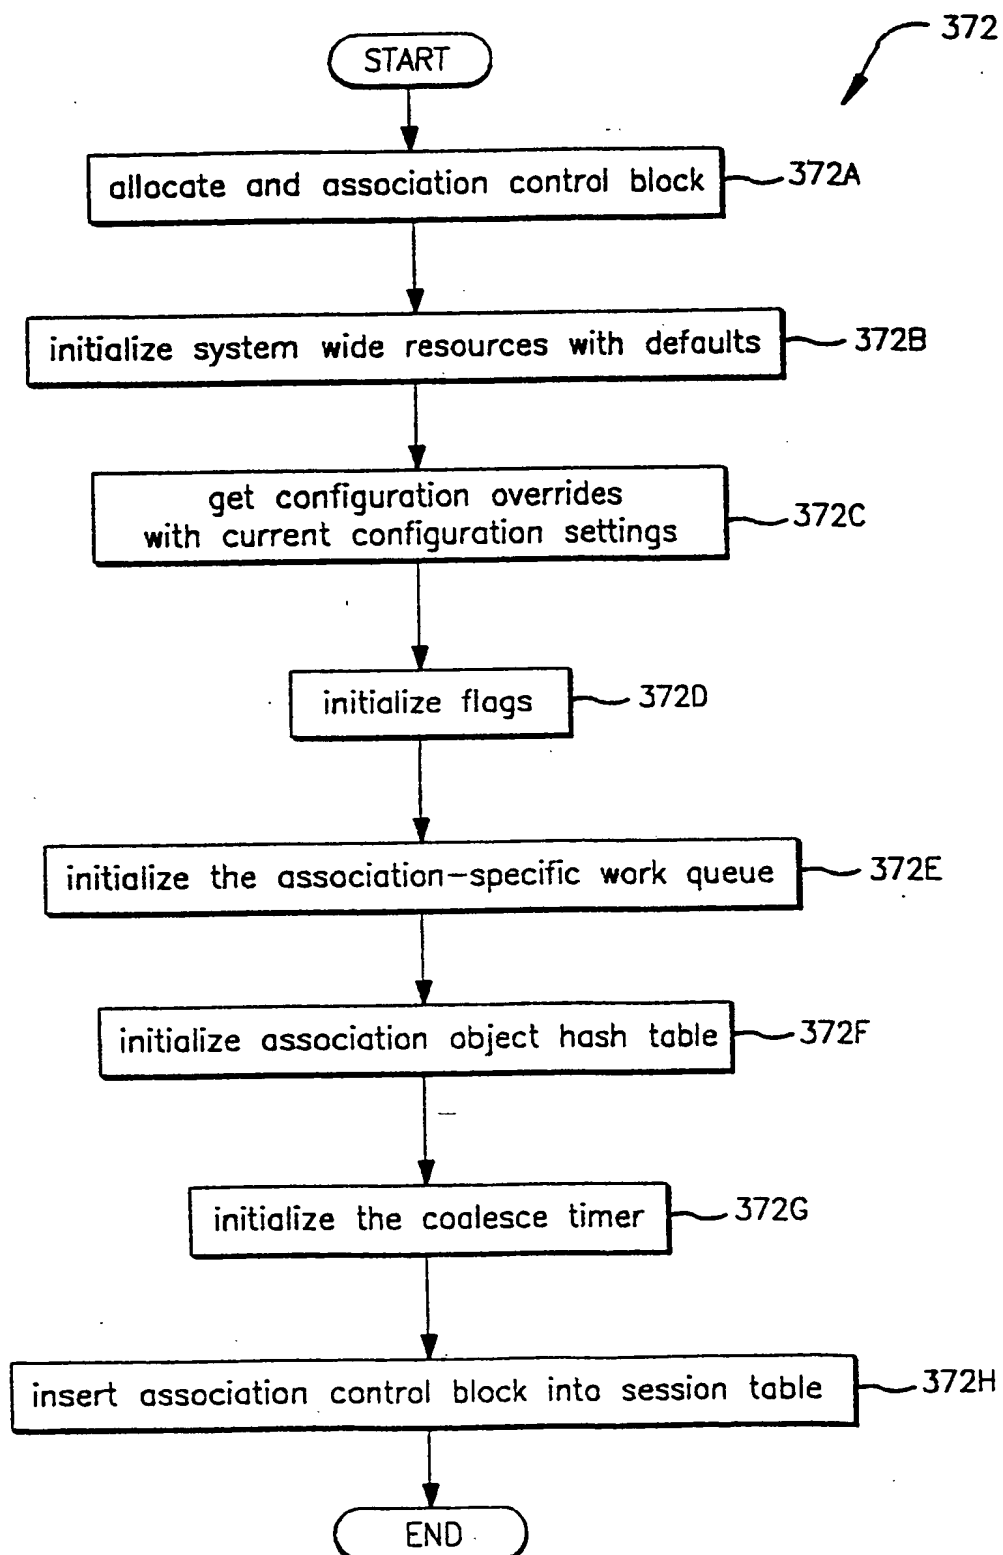 372
START
allocate and association control block
372A
initialize system wide resources with defaults
372B
get configuration overrides
with current configuration settings
372C
initialize flags
372D
initialize the association-specific work queue
372E
initialize association object hash table
372F
initialize the coalesce timer
372G
insert association control block into session table
372H
END